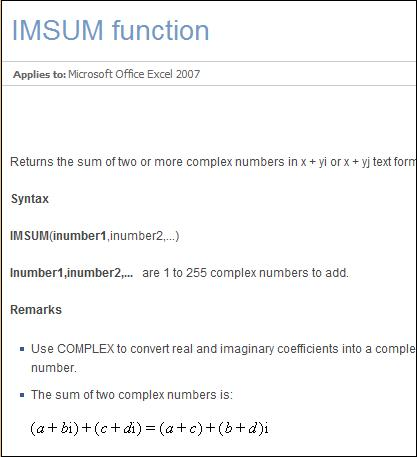 IMSUM function
Applies to: Microsoft Office Excel 2007
Returns the sum of two or more complex numbers in x + yi or x + yj text form
Syntax
IMSUM(inumber1,inumber2,...)
Inumber1,inumber2,... are 1 to 255 complex numbers to add.
Remarks
Use COMPLEX to convert real and imaginary coefficients into a comple
number.
The sum of two complex numbers is:
(a + bi) + (c + di) = (a + c) + (b + d)i